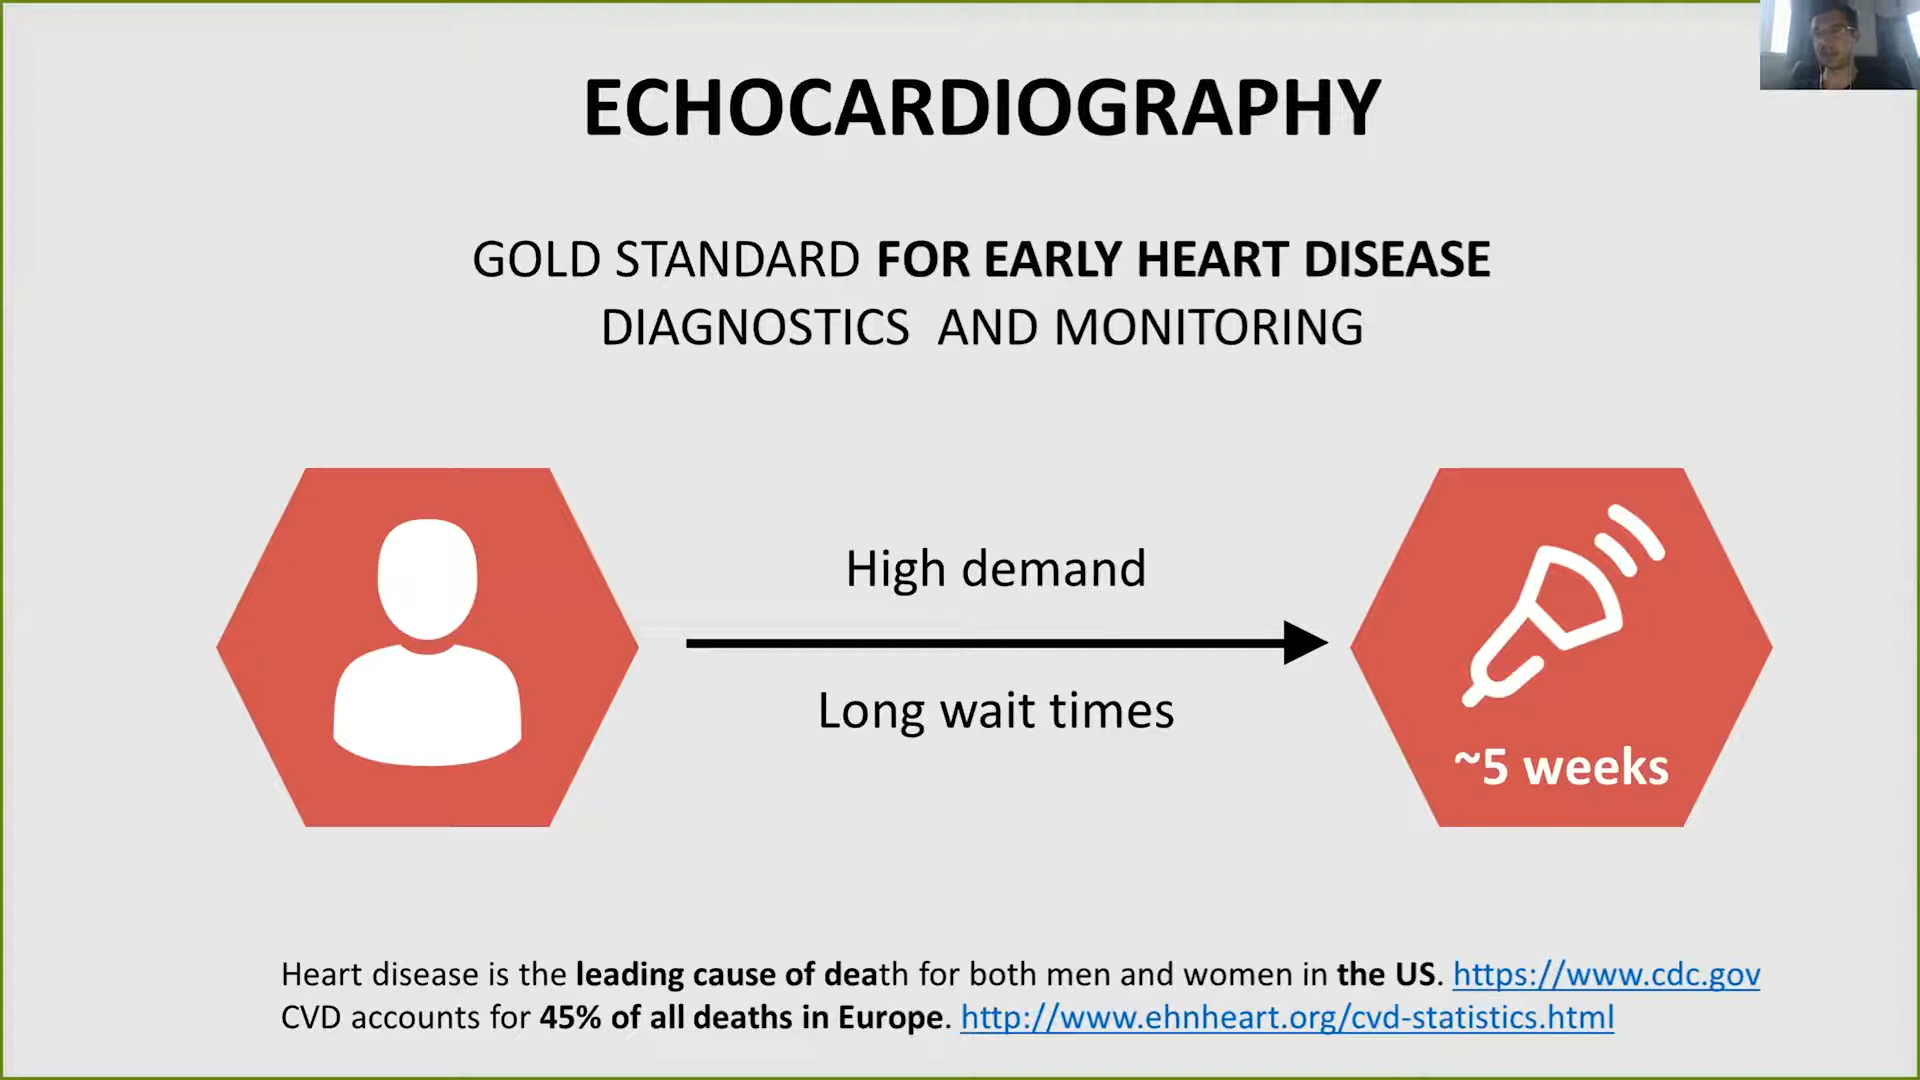 ECHOCARDIOGRAPHY
GOLD STANDARD FOR EARLY HEART DISEASE
DIAGNOSTICS AND MONITORING
High demand
Long wait times
~5 weeks
Heart disease is the leading cause of death for both men and women in the US. https://www.cdc.gov
CVD accounts for 45% of all deaths in Europe. http://www.ehnheart.org/cvd-statistics.html